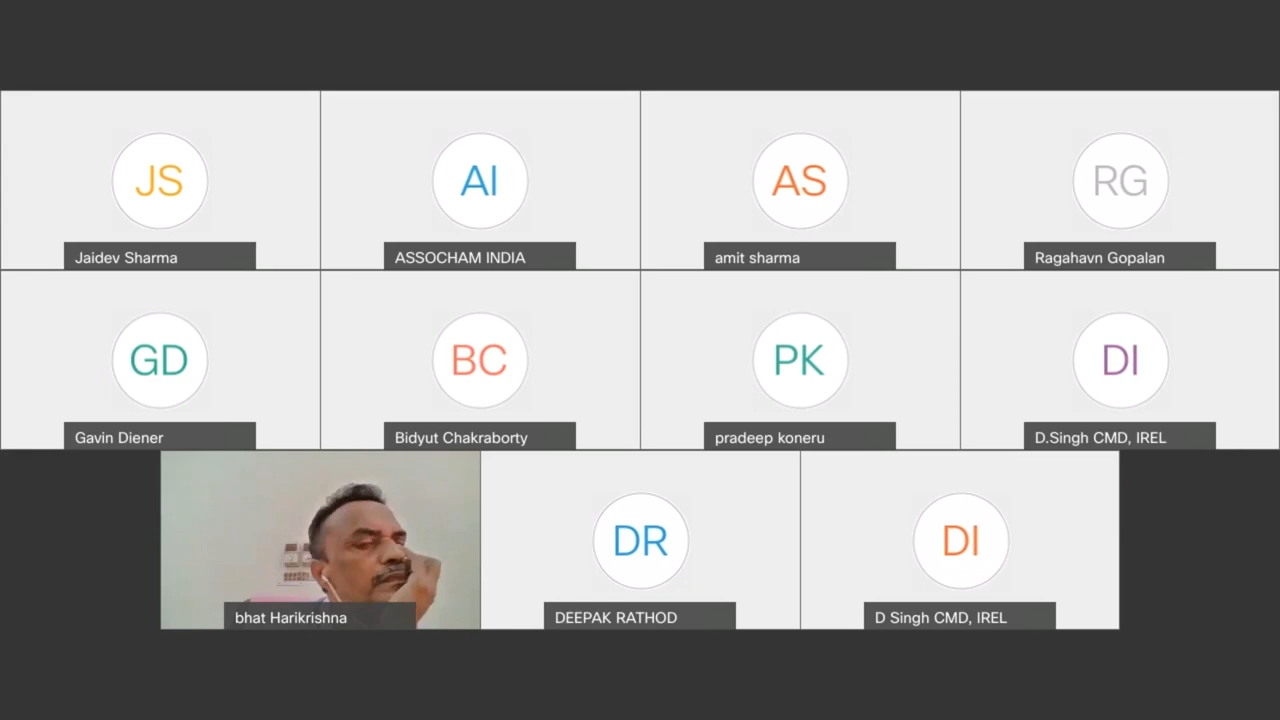 JS
AI
AS
RG
Jaidev Sharma
ASSOCHAM INDIA
amit sharma
Ragahavn Gopalan
GD
BC
PK
DI
Gavin Diener
Bidyut Chakraborty
pradeep koneru
D.Singh CMD, IREL
DR
DI
bhat Harikrishna
DEEPAK RATHOD
D Singh CMD, IREL